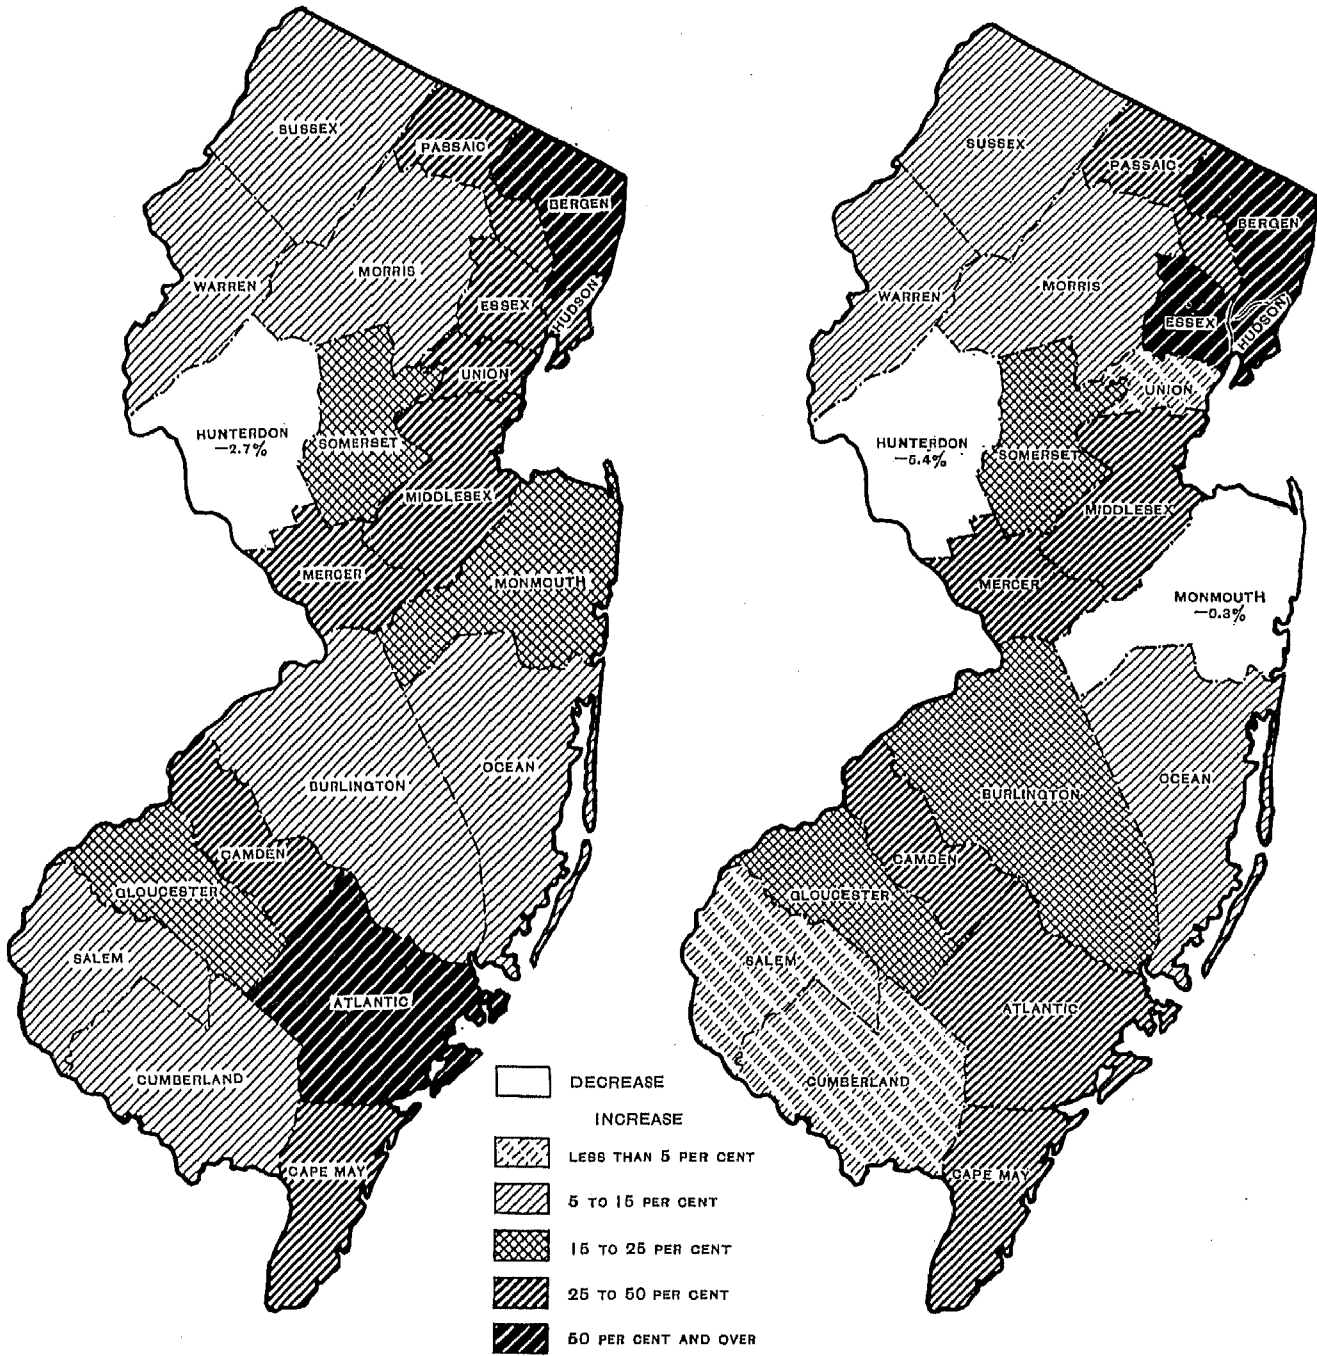 SUSSEX
PASSAIC
BERGEN
WARREN
MORRIS
ESSEX
HUDSON
UNION
HUNTERDON
—2.7%
SOMERSET
MIDDLESEX
MERCER
MONMOUTH
BURLINGTON
OCEAN
CAMDEN
GLOUCESTER
SALEM
ATLANTIC
CUMBERLAND
CAPE MAY
SUSSEX
PASSAIC
BERGEN
WARREN
MORRIS
ESSEX
HUDSON
UNION
HUNTERDON
—5.4%
SOMERSET
MIDDLESEX
MERCER
MONMOUTH
—0.3%
BURLINGTON
OCEAN
CAMDEN
GLOUCESTER
SALEM
ATLANTIC
CUMBERLAND
CAPE MAY
DECREASE
INCREASE
LESS THAN 5 PER CENT
5 TO 15 PER CENT
15 TO 25 PER CENT
25 TO 50 PER CENT
50 PER CENT AND OVER